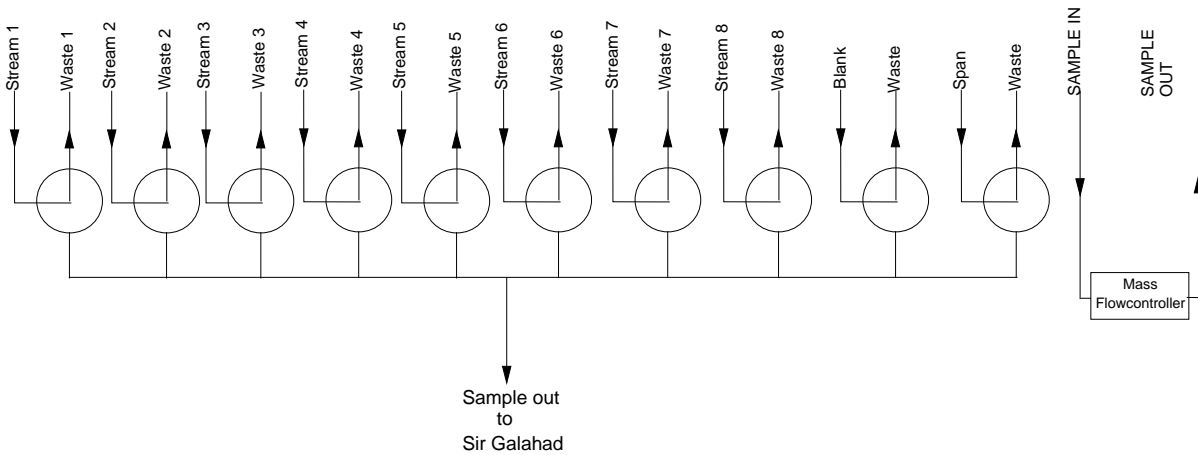 Stream 1
Waste 1
Stream 2
Waste 2
Stream 3
Waste 3
Stream 4
Waste 4
Stream 5
Waste 5
Stream 6
Waste 6
Stream 7
Waste 7
Stream 8
Waste 8
Blank
Waste
Span
Waste
SAMPLE IN
SAMPLE
OUT
Mass
Flowcontroller
Sample out
to
Sir Galahad